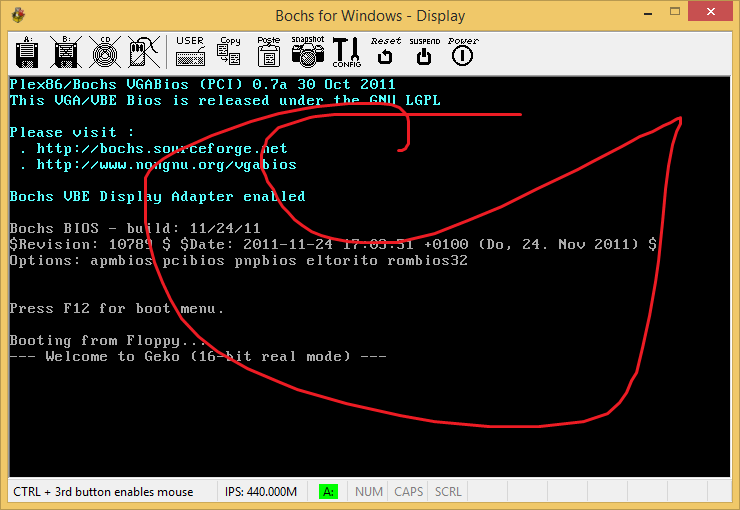 Bochs for Windows - Display
A: B: CD USER Copy Paste snapshot CONFIG Reset SUSPEND Power
Plex86/Bochs VGABios (PCI) 0.7a 30 Oct 2011
This VGA/VBE Bios is released under the GNU LGPL
Please visit :
. http://bochs.sourceforge.net
. http://www.nongnu.org/vgabios
Bochs VBE Display Adapter enabled
Bochs BIOS - build: 11/24/11
$Revision: 10789 $ $Date: 2011-11-24 17:03:51 +0100 (Do, 24. Nov 2011) $
Options: apmbios pcibios pnpbios eltorito rombios32
Press F12 for boot menu.
Booting from Floppy...
--- Welcome to Geko (16-bit real mode) ---
CTRL + 3rd button enables mouse IPS: 440.000M A: NUM CAPS SCRL